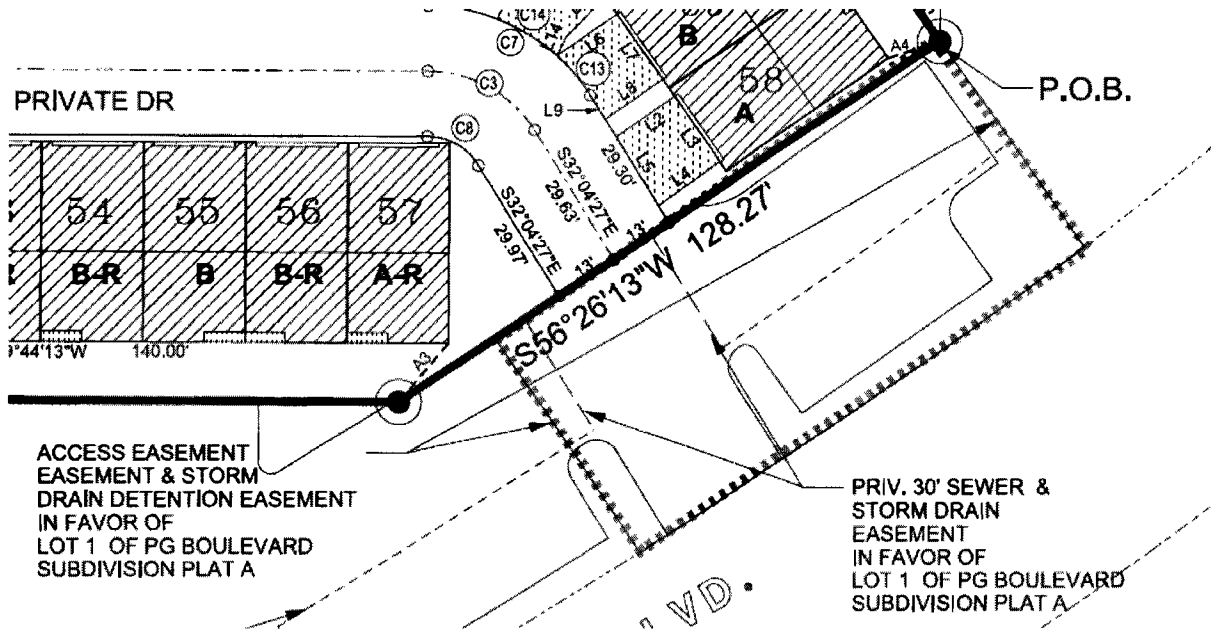 C14
L6
C7
L7
B
A4
C13
58
C3
L8
P.O.B.
PRIVATE DR
L9
L2
A
C8
L3
29.30'
L5
L4
S32°04'27"E
29.63'
S32°04'27"E
29.97'
54
55
56
57
13'
13'
B-R
B
B-R
A-R
S56°26'13"W 128.27'
9°44'13"W
140.00'
A3
ACCESS EASEMENT
EASEMENT & STORM
DRAIN DETENTION EASEMENT
IN FAVOR OF
LOT 1 OF PG BOULEVARD
SUBDIVISION PLAT A
PRIV. 30' SEWER &
STORM DRAIN
EASEMENT
IN FAVOR OF
LOT 1 OF PG BOULEVARD
SUBDIVISION PLAT A
LVD.